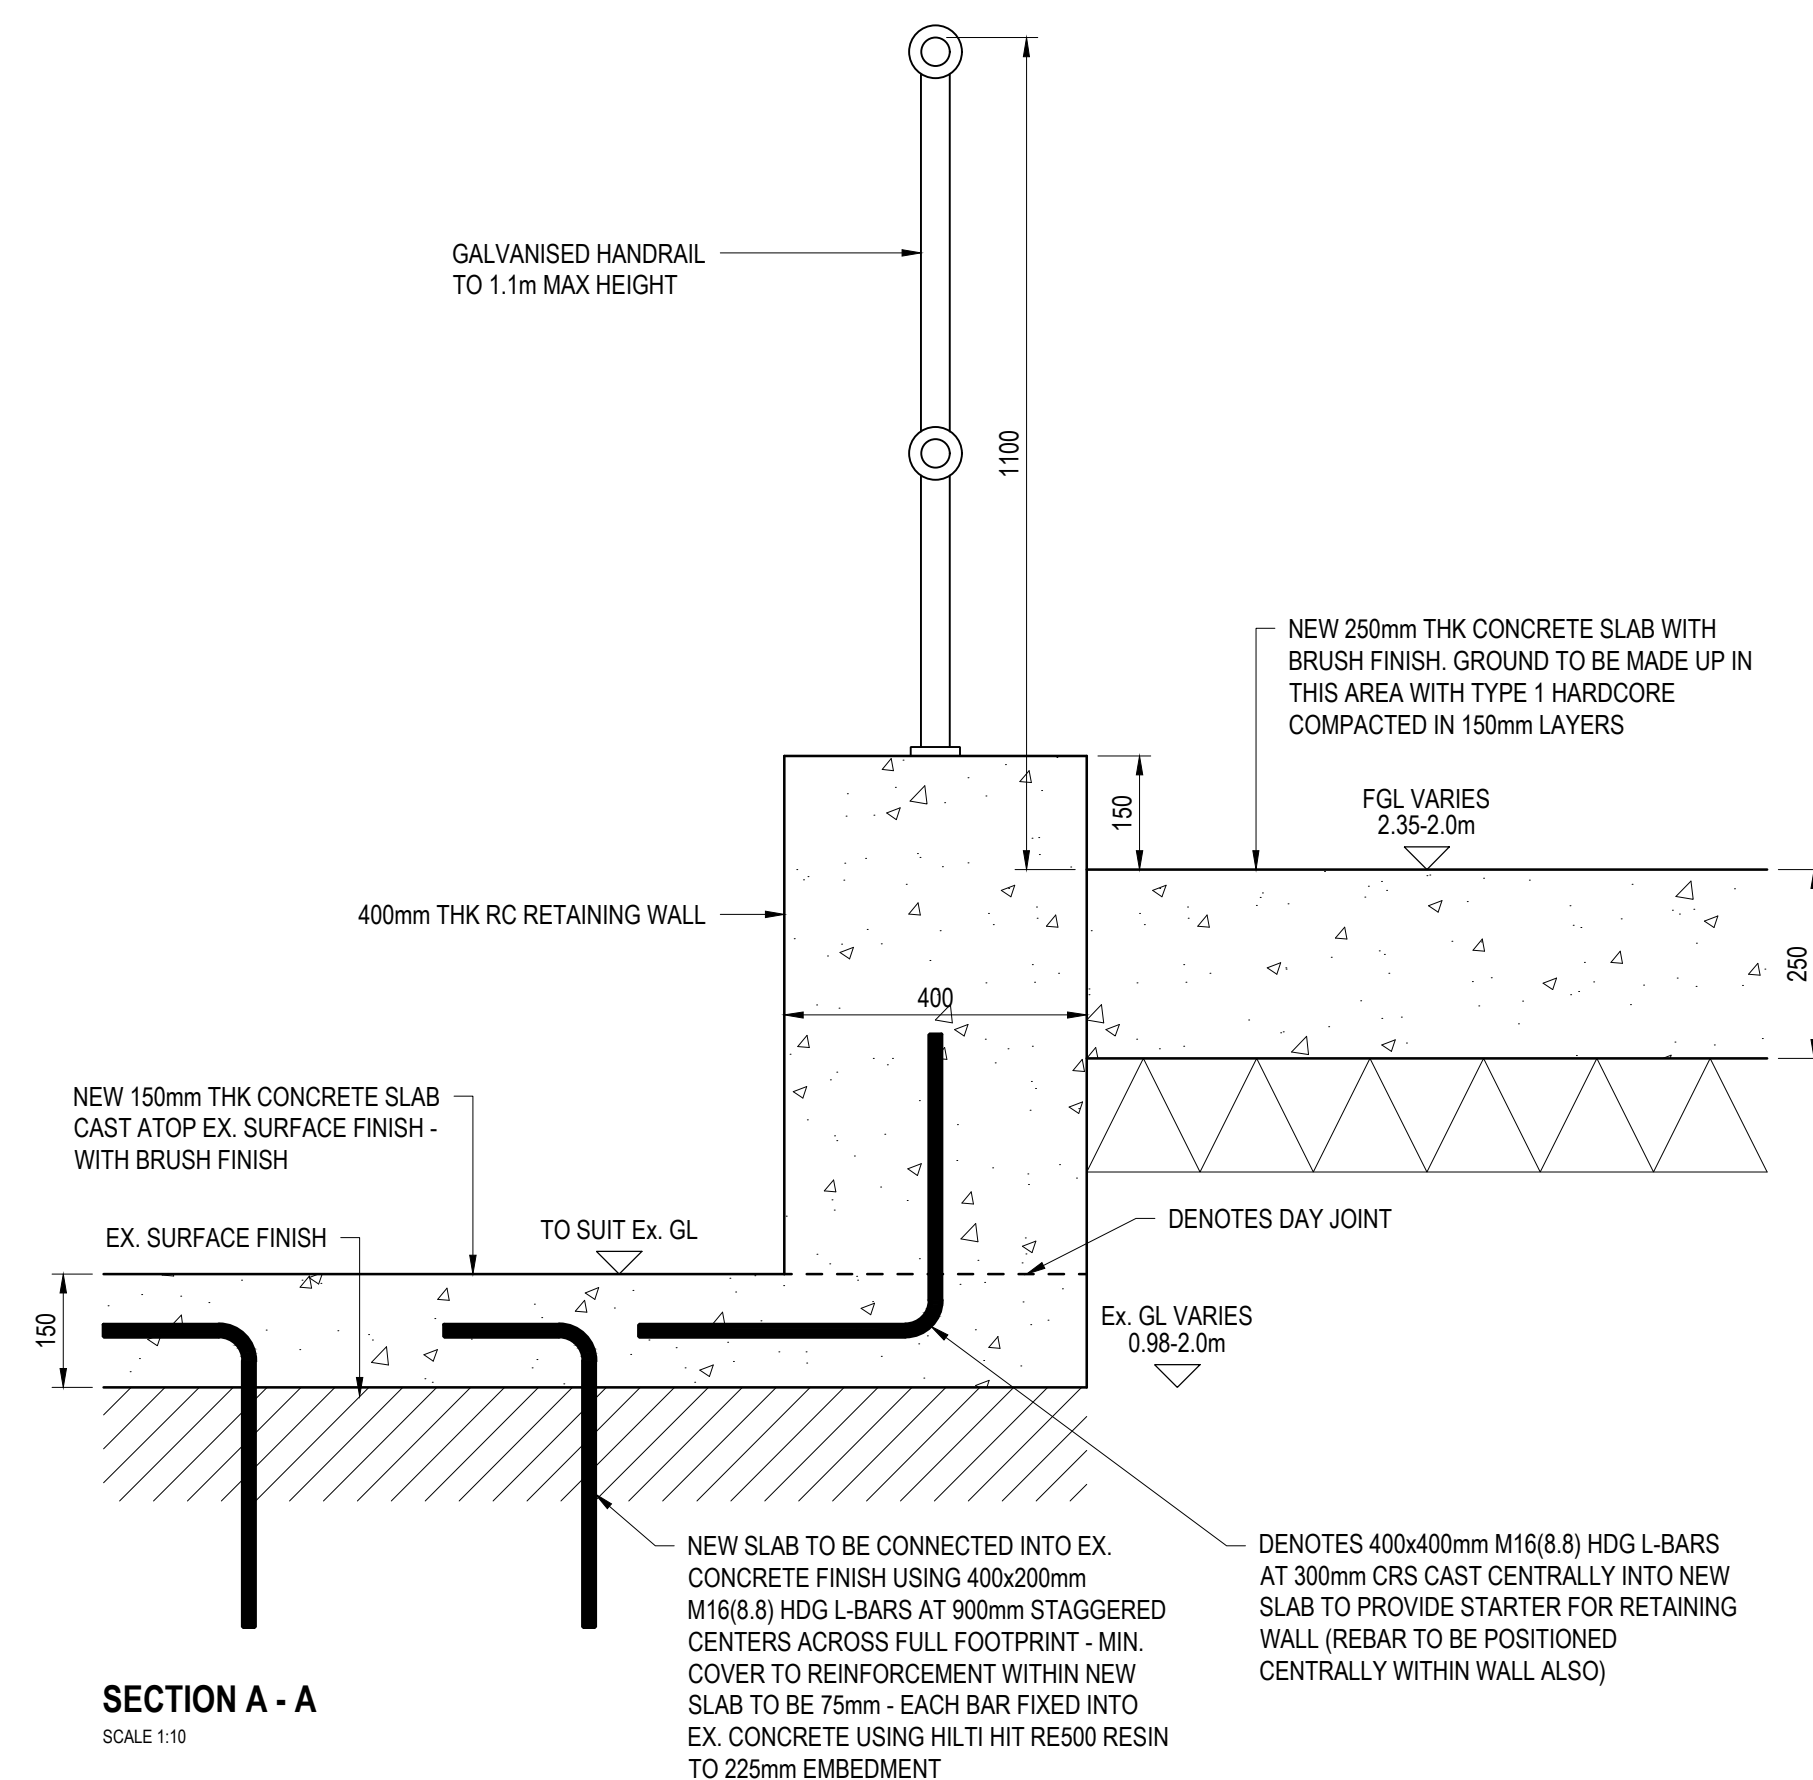 GALVANISED HANDRAIL
TO 1.1m MAX HEIGHT
1100
NEW 250mm THK CONCRETE SLAB WITH
BRUSH FINISH. GROUND TO BE MADE UP IN
THIS AREA WITH TYPE 1 HARDCORE
COMPACTED IN 150mm LAYERS
150
FGL VARIES
2.35-2.0m
400mm THK RC RETAINING WALL
250
400
NEW 150mm THK CONCRETE SLAB
CAST ATOP EX. SURFACE FINISH -
WITH BRUSH FINISH
EX. SURFACE FINISH
TO SUIT Ex. GL
DENOTES DAY JOINT
150
Ex. GL VARIES
0.98-2.0m
NEW SLAB TO BE CONNECTED INTO EX.
CONCRETE FINISH USING 400x200mm
M16(8.8) HDG L-BARS AT 900mm STAGGERED
CENTERS ACROSS FULL FOOTPRINT - MIN.
COVER TO REINFORCEMENT WITHIN NEW
SLAB TO BE 75mm - EACH BAR FIXED INTO
EX. CONCRETE USING HILTI HIT RE500 RESIN
TO 225mm EMBEDMENT
DENOTES 400x400mm M16(8.8) HDG L-BARS
AT 300mm CRS CAST CENTRALLY INTO NEW
SLAB TO PROVIDE STARTER FOR RETAINING
WALL (REBAR TO BE POSITIONED
CENTRALLY WITHIN WALL ALSO)
SECTION A - A
SCALE 1:10